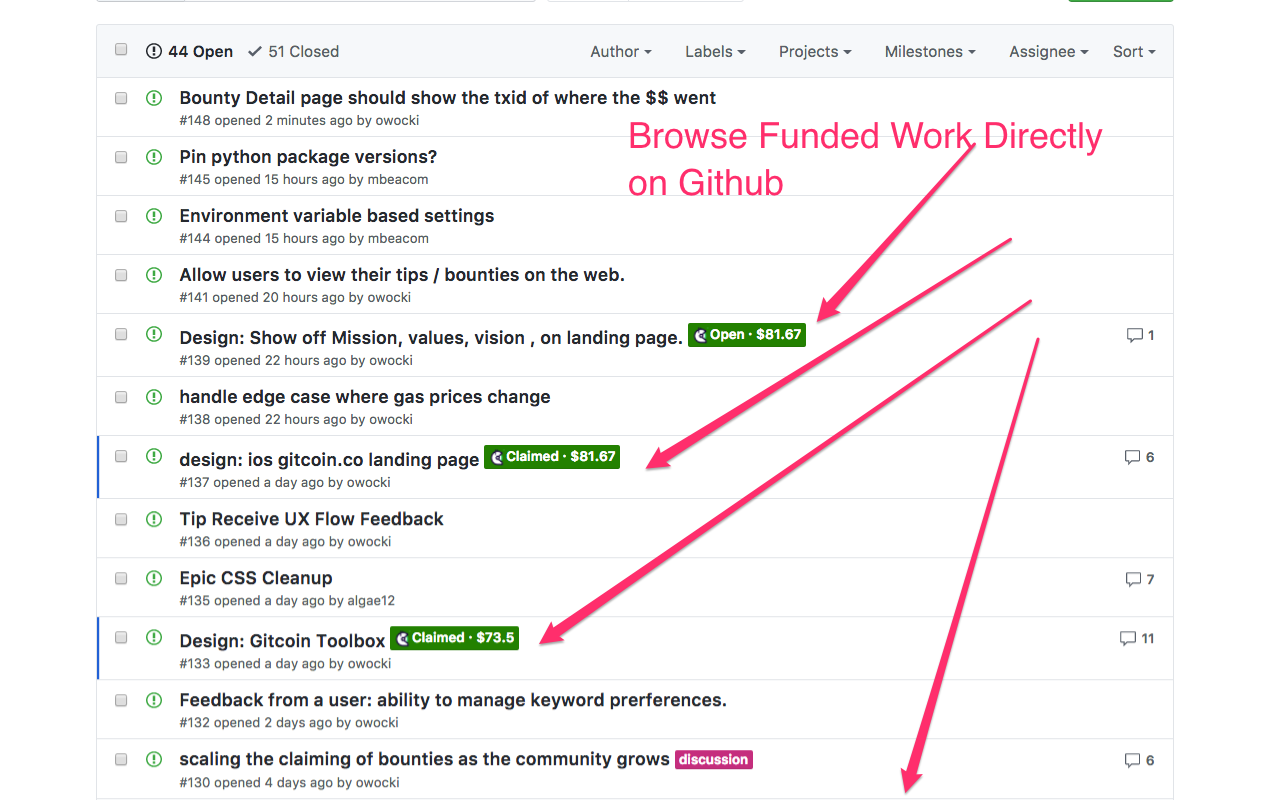 44 Open 51 Closed Author Labels Projects Milestones Assignee Sort
Bounty Detail page should show the txid of where the $$ went
#148 opened 2 minutes ago by owocki
Browse Funded Work Directly
on Github
Pin python package versions?
#145 opened 15 hours ago by mbeacom
Environment variable based settings
#144 opened 15 hours ago by mbeacom
Allow users to view their tips / bounties on the web.
#141 opened 20 hours ago by owocki
Design: Show off Mission, values, vision , on landing page. Open · $81.67 1
#139 opened 22 hours ago by owocki
handle edge case where gas prices change
#138 opened 22 hours ago by owocki
design: ios gitcoin.co landing page Claimed · $81.67 6
#137 opened a day ago by owocki
Tip Receive UX Flow Feedback
#136 opened a day ago by owocki
Epic CSS Cleanup 7
#135 opened a day ago by algae12
Design: Gitcoin Toolbox Claimed · $73.5 11
#133 opened a day ago by owocki
Feedback from a user: ability to manage keyword prerferences.
#132 opened 2 days ago by owocki
scaling the claiming of bounties as the community grows discussion 6
#130 opened 4 days ago by owocki